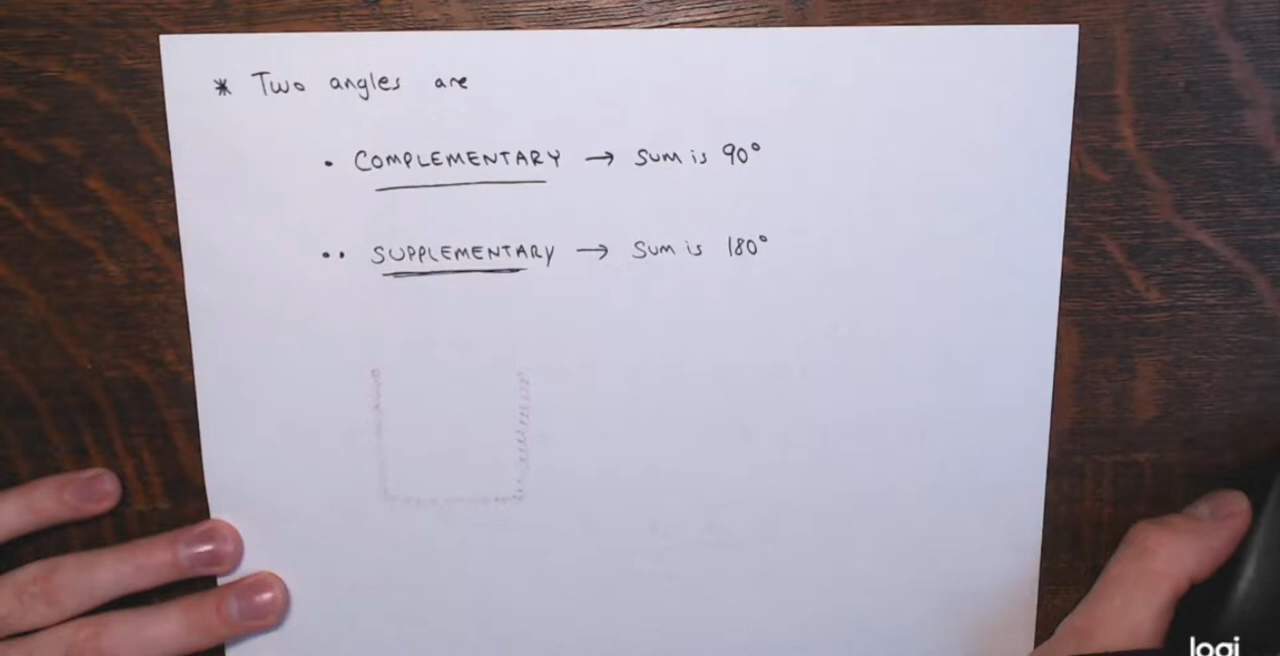 * Two angles are
• COMPLEMENTARY → sum is 90°
•• SUPPLEMENTARY → sum is 180°
logi